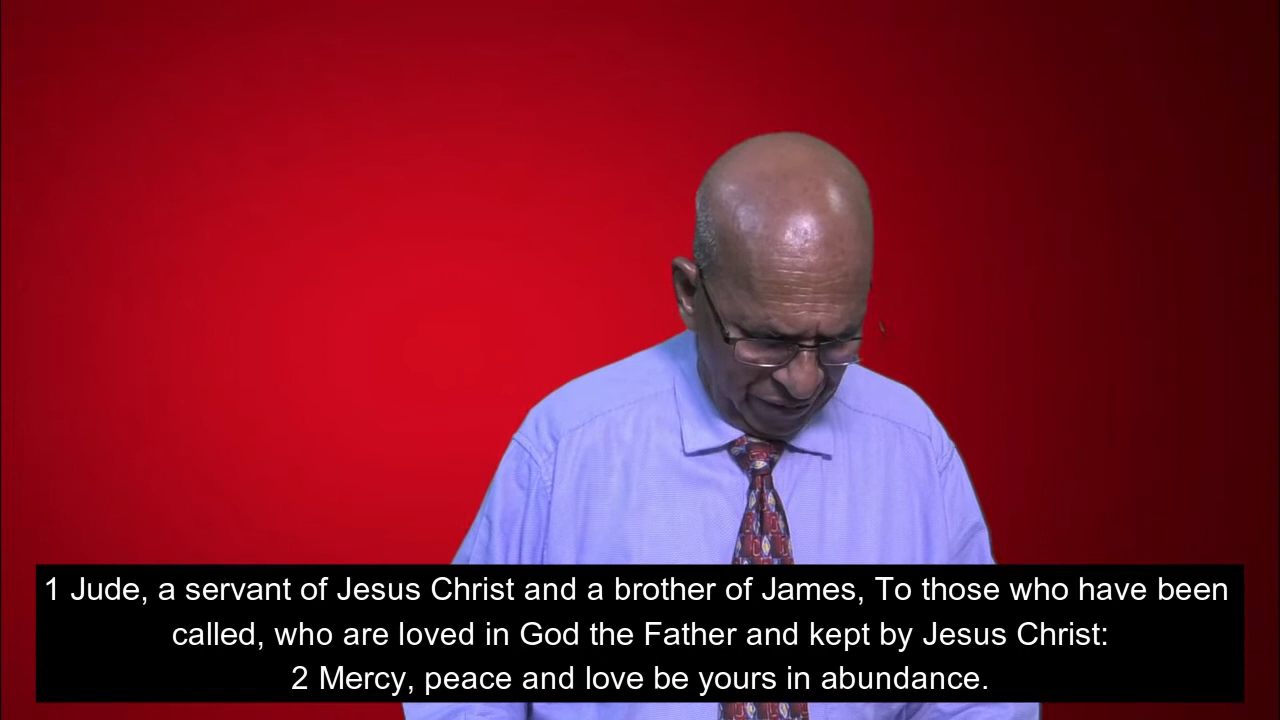 1 Jude, a servant of Jesus Christ and a brother of James, To those who have been
called, who are loved in God the Father and kept by Jesus Christ:
2 Mercy, peace and love be yours in abundance.